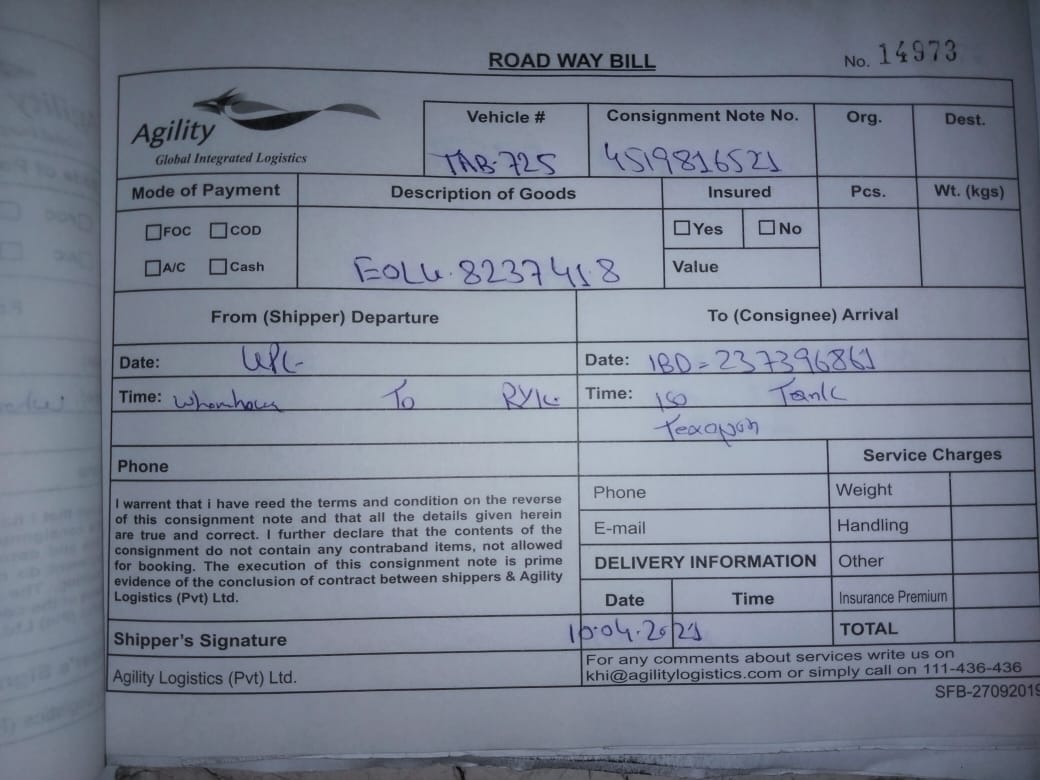 ROAD WAY BILL
No. 14973
Agility
Global Integrated Logistics
Vehicle # Consignment Note No. Org. Dest.
TAB-725 4519816521
Mode of Payment Description of Goods Insured Pcs. Wt. (kgs)
FOC COD Yes No
A/C Cash EOLU.8237418 Value
From (Shipper) Departure To (Consignee) Arrival
Date: Date: IBD=237396861
Time: To RYK Time: ISO Tank
Phone Service Charges
I warrent that i have reed the terms and condition on the reverse
of this consignment note and that all the details given herein
are true and correct. I further declare that the contents of the
consignment do not contain any contraband items, not allowed
for booking. The execution of this consignment note is prime
evidence of the conclusion of contract between shippers & Agility
Logistics (Pvt) Ltd.
Phone Weight
E-mail Handling
DELIVERY INFORMATION Other
Date Time Insurance Premium
Shipper's Signature 10.04.2021 TOTAL
Agility Logistics (Pvt) Ltd.
For any comments about services write us on
khi@agilitylogistics.com or simply call on 111-436-436
SFB-27092019